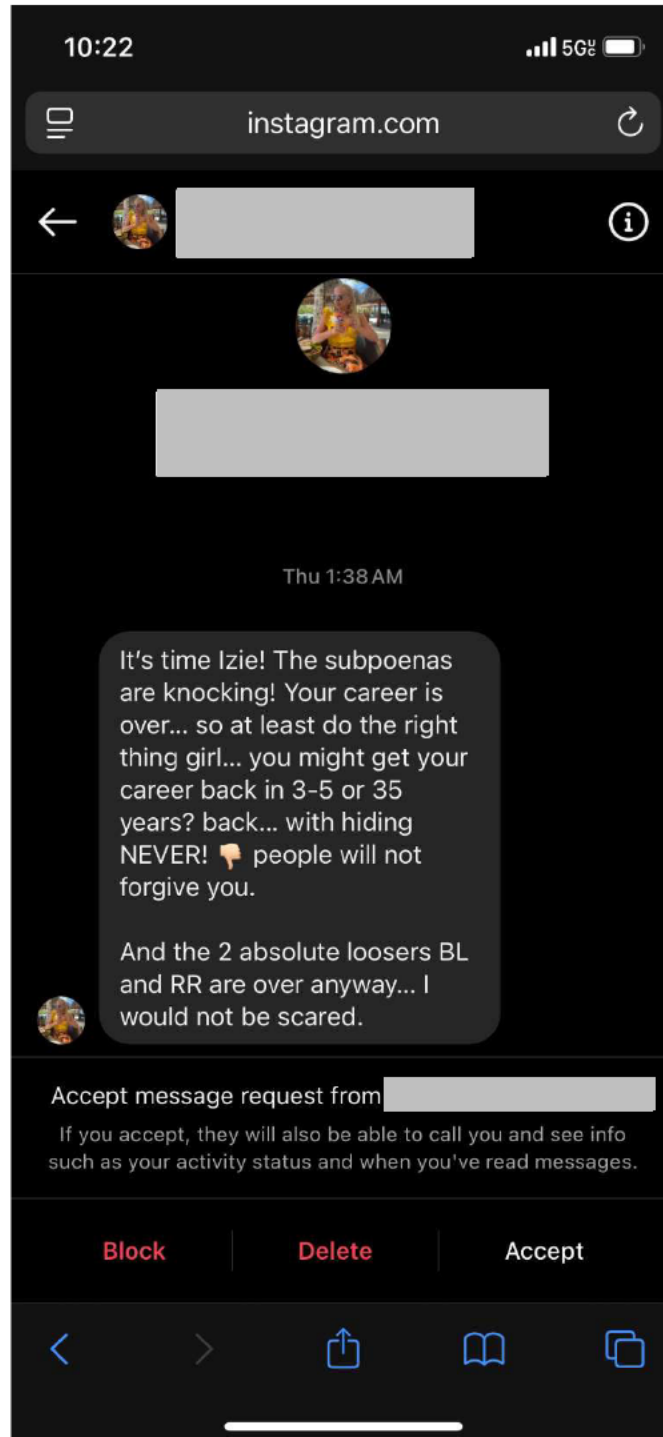 10:22
5G UC
instagram.com
Thu 1:38 AM
It's time Izie! The subpoenas
are knocking! Your career is
over... so at least do the right
thing girl... you might get your
career back in 3-5 or 35
years? back... with hiding
NEVER! 👎🏻 people will not
forgive you.
And the 2 absolute loosers BL
and RR are over anyway... I
would not be scared.
Accept message request from
If you accept, they will also be able to call you and see info
such as your activity status and when you've read messages.
Block
Delete
Accept